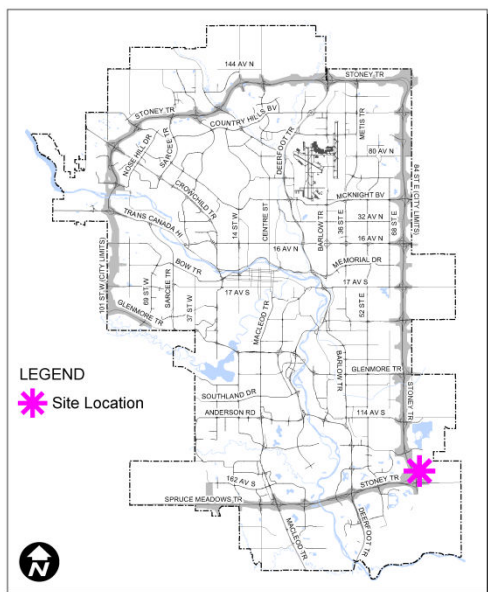 144 AV N
STONEY TR
STONEY TR
COUNTRY HILLS BV
NOSE HILL DR
SARCEE TR
DEERFOOT TR
METIS TR
80 AV N
CROWCHILD TR
84 ST E (CITY LIMITS)
MCKNIGHT BV
TRANS CANADA HI
14 ST W
CENTRE ST
BARLOW TR
36 ST E
32 AV N
68 ST E
16 AV N
16 AV N
101 ST W (CITY LIMITS)
BOW TR
MEMORIAL DR
69 ST W
SARCEE TR
17 AV S
17 AV S
37 ST W
52 ST E
GLENMORE TR
MACLEOD TR
BARLOW TR
GLENMORE TR
LEGEND
Site Location
SOUTHLAND DR
STONEY TR
ANDERSON RD
114 AV S
162 AV S
STONEY TR
SPRUCE MEADOWS TR
MACLEOD TR
DEERFOOT TR
N